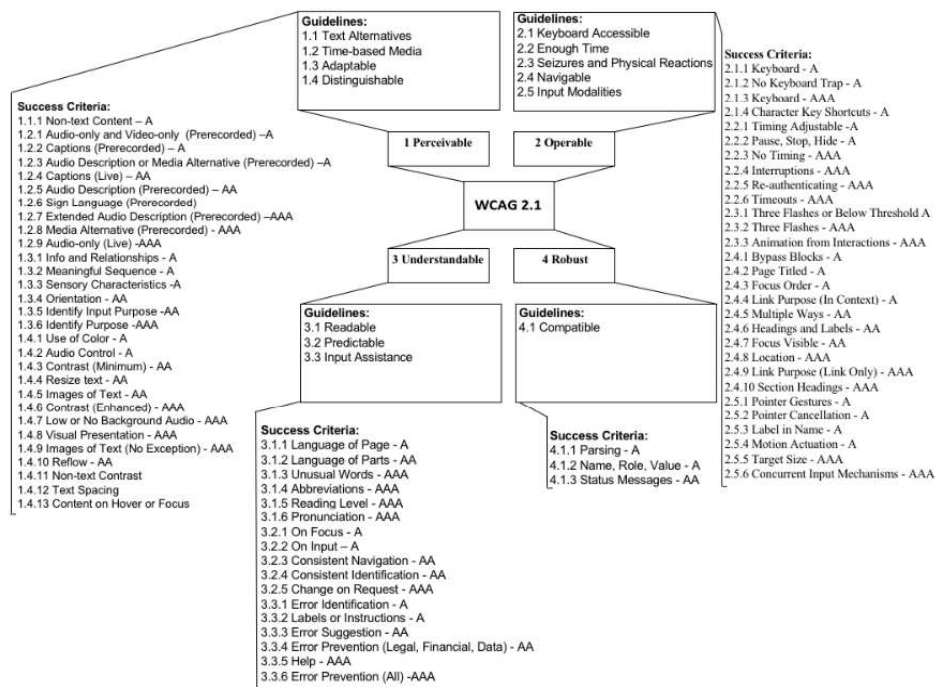 Guidelines:
1.1 Text Alternatives
1.2 Time-based Media
1.3 Adaptable
1.4 Distinguishable
Guidelines:
2.1 Keyboard Accessible
2.2 Enough Time
2.3 Seizures and Physical Reactions
2.4 Navigable
2.5 Input Modalities
Success Criteria:
1.1.1 Non-text Content – A
1.2.1 Audio-only and Video-only (Prerecorded) –A
1.2.2 Captions (Prerecorded) – A
1.2.3 Audio Description or Media Alternative (Prerecorded) –A
1.2.4 Captions (Live) – AA
1.2.5 Audio Description (Prerecorded) – AA
1.2.6 Sign Language (Prerecorded)
1.2.7 Extended Audio Description (Prerecorded) –AAA
1.2.8 Media Alternative (Prerecorded) - AAA
1.2.9 Audio-only (Live) -AAA
1.3.1 Info and Relationships - A
1.3.2 Meaningful Sequence - A
1.3.3 Sensory Characteristics -A
1.3.4 Orientation - AA
1.3.5 Identify Input Purpose -AA
1.3.6 Identify Purpose -AAA
1.4.1 Use of Color - A
1.4.2 Audio Control - A
1.4.3 Contrast (Minimum) - AA
1.4.4 Resize text - AA
1.4.5 Images of Text - AA
1.4.6 Contrast (Enhanced) - AAA
1.4.7 Low or No Background Audio - AAA
1.4.8 Visual Presentation - AAA
1.4.9 Images of Text (No Exception) - AAA
1.4.10 Reflow - AA
1.4.11 Non-text Contrast
1.4.12 Text Spacing
1.4.13 Content on Hover or Focus
1 Perceivable
2 Operable
WCAG 2.1
3 Understandable
4 Robust
Success Criteria:
2.1.1 Keyboard - A
2.1.2 No Keyboard Trap - A
2.1.3 Keyboard - AAA
2.1.4 Character Key Shortcuts - A
2.2.1 Timing Adjustable -A
2.2.2 Pause, Stop, Hide - A
2.2.3 No Timing - AAA
2.2.4 Interruptions - AAA
2.2.5 Re-authenticating - AAA
2.2.6 Timeouts - AAA
2.3.1 Three Flashes or Below Threshold A
2.3.2 Three Flashes - AAA
2.3.3 Animation from Interactions - AAA
2.4.1 Bypass Blocks - A
2.4.2 Page Titled - A
2.4.3 Focus Order - A
2.4.4 Link Purpose (In Context) - A
2.4.5 Multiple Ways - AA
2.4.6 Headings and Labels - AA
2.4.7 Focus Visible - AA
2.4.8 Location - AAA
2.4.9 Link Purpose (Link Only) - AAA
2.4.10 Section Headings - AAA
2.5.1 Pointer Gestures - A
2.5.2 Pointer Cancellation - A
2.5.3 Label in Name - A
2.5.4 Motion Actuation - A
2.5.5 Target Size - AAA
2.5.6 Concurrent Input Mechanisms - AAA
Guidelines:
3.1 Readable
3.2 Predictable
3.3 Input Assistance
Guidelines:
4.1 Compatible
Success Criteria:
3.1.1 Language of Page - A
3.1.2 Language of Parts - AA
3.1.3 Unusual Words - AAA
3.1.4 Abbreviations - AAA
3.1.5 Reading Level - AAA
3.1.6 Pronunciation - AAA
3.2.1 On Focus - A
3.2.2 On Input – A
3.2.3 Consistent Navigation - AA
3.2.4 Consistent Identification - AA
3.2.5 Change on Request - AAA
3.3.1 Error Identification - A
3.3.2 Labels or Instructions - A
3.3.3 Error Suggestion - AA
3.3.4 Error Prevention (Legal, Financial, Data) - AA
3.3.5 Help - AAA
3.3.6 Error Prevention (All) -AAA
Success Criteria:
4.1.1 Parsing - A
4.1.2 Name, Role, Value - A
4.1.3 Status Messages - AA